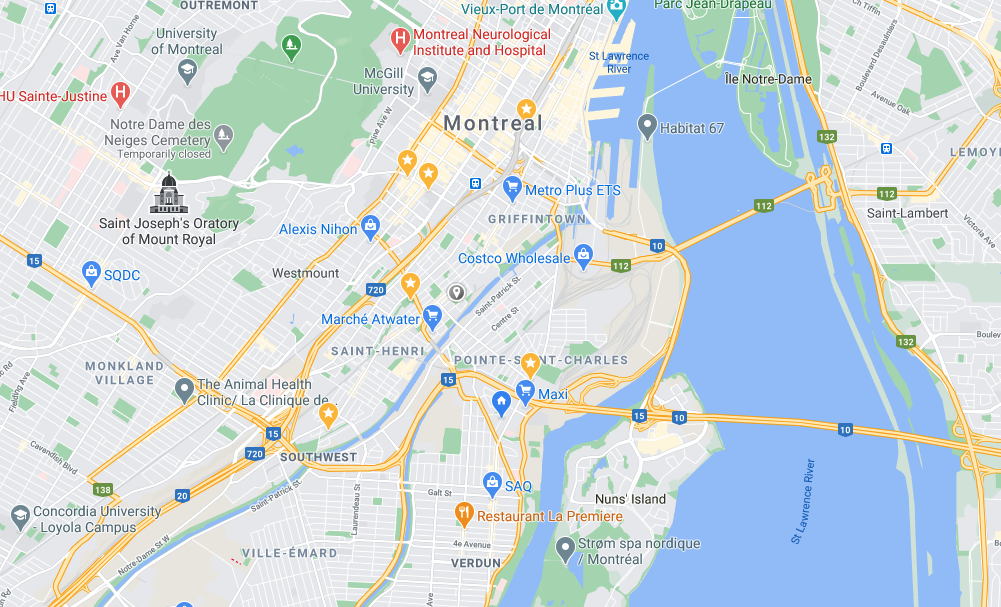 OUTREMONT
Vieux-Port de Montréal
Parc Jean-Drapeau
Ch Tiffin
Ave Van Horne
University
of Montreal
Montreal Neurological
Institute and Hospital
St Lawrence
River
Boulevard Desaulniers
McGill
University
Île Notre-Dame
HU Sainte-Justine
Pine Ave W
Avenue Oak
Montreal
Notre Dame des
Neiges Cemetery
Temporarily closed
Habitat 67
132
LEMOY
Metro Plus ETS
112
112
Saint-Lambert
GRIFFINTOWN
Victoria Ave
Saint Joseph's Oratory
of Mount Royal
Alexis Nihon
10
15
Costco Wholesale
112
SQDC
Westmount
720
Saint-Patrick St
Centre St
Marché Atwater
132
Boulev
SAINT-HENRI
POINTE-SAINT-CHARLES
MONKLAND
VILLAGE
Fielding Ave
15
The Animal Health
Clinic/ La Clinique de...
Maxi
15
10
10
15
720
SOUTHWEST
Cavendish Blvd
138
20
Saint-Patrick St
Laurendeau St
Galt St
SAQ
Nuns' Island
St Lawrence River
Concordia University
- Loyola Campus
Restaurant La Premiere
Notre-Dame St W
VILLE-ÉMARD
4e Avenue
VERDUN
Strøm spa nordique
/ Montréal